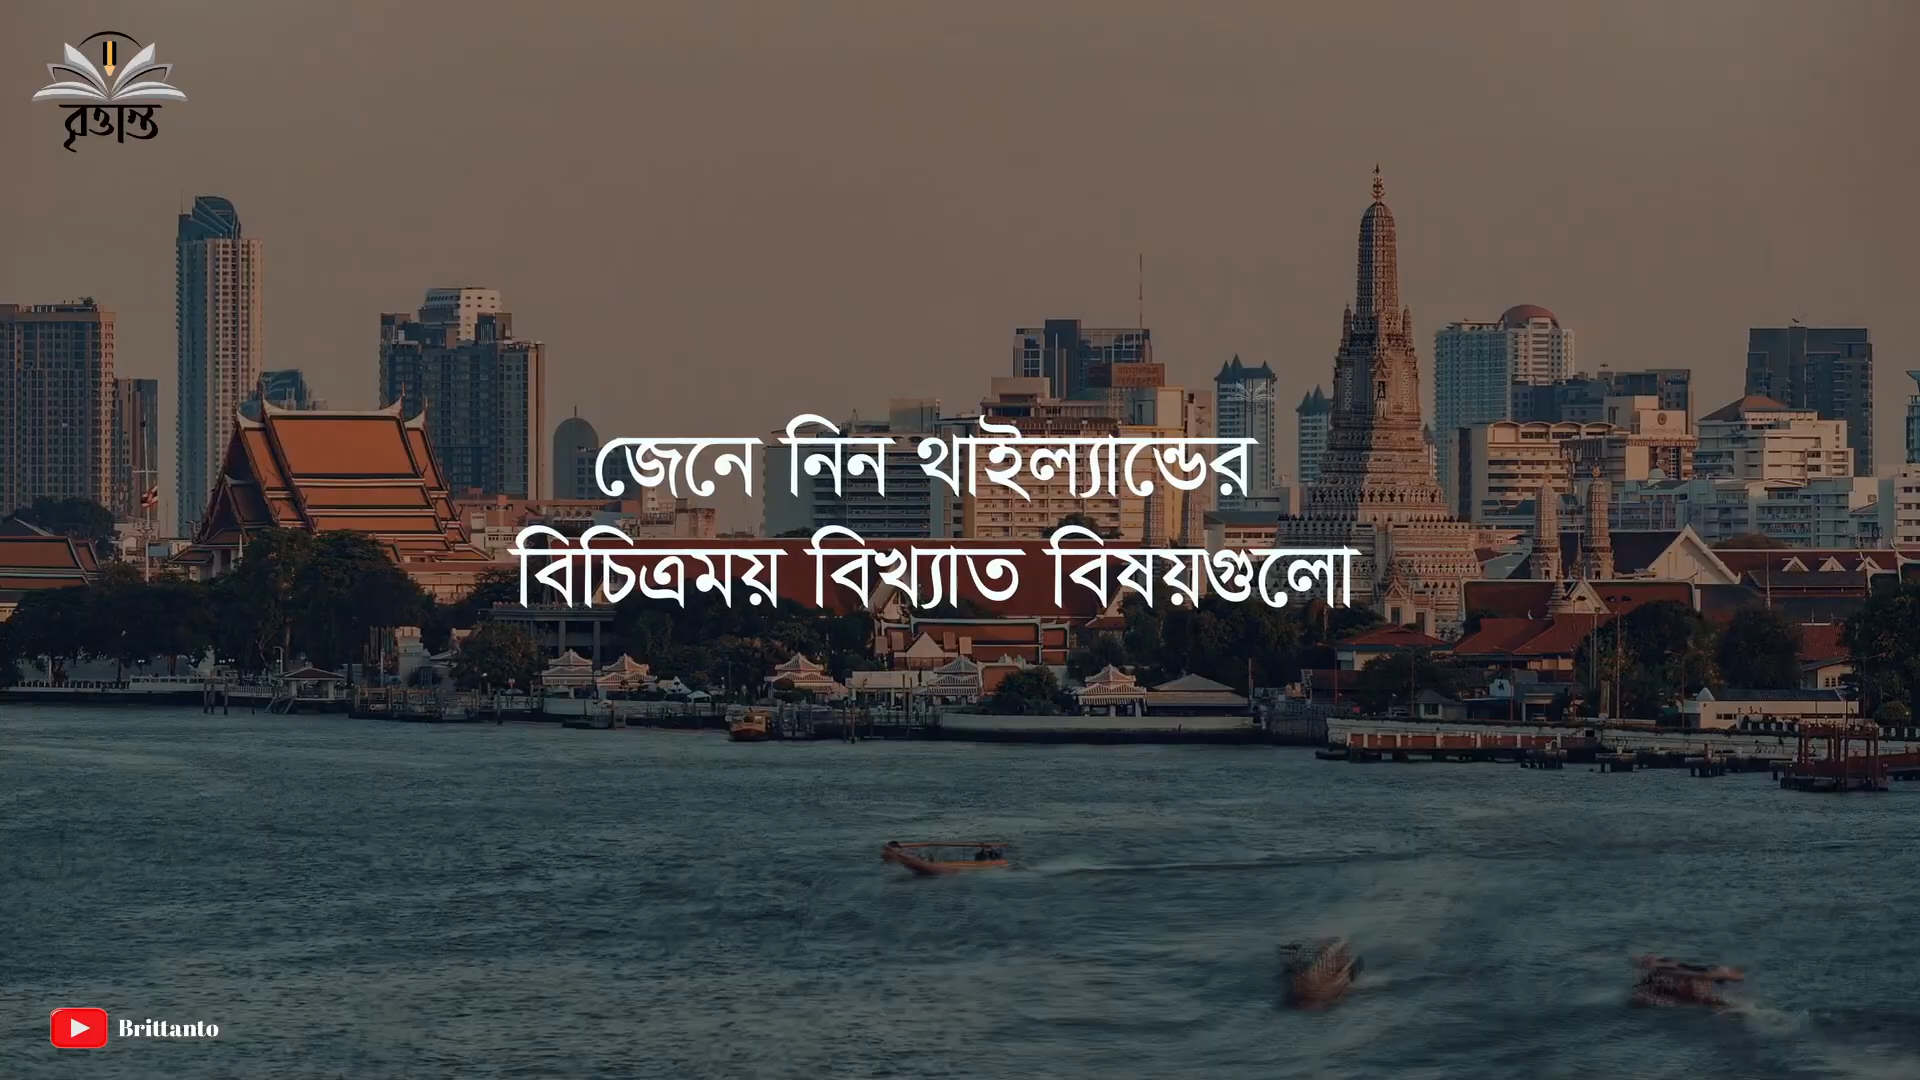 বৃত্তান্ত
জেনে নিন থাইল্যান্ডের
বিচিত্রময় বিখ্যাত বিষয়গুলো
Brittanto